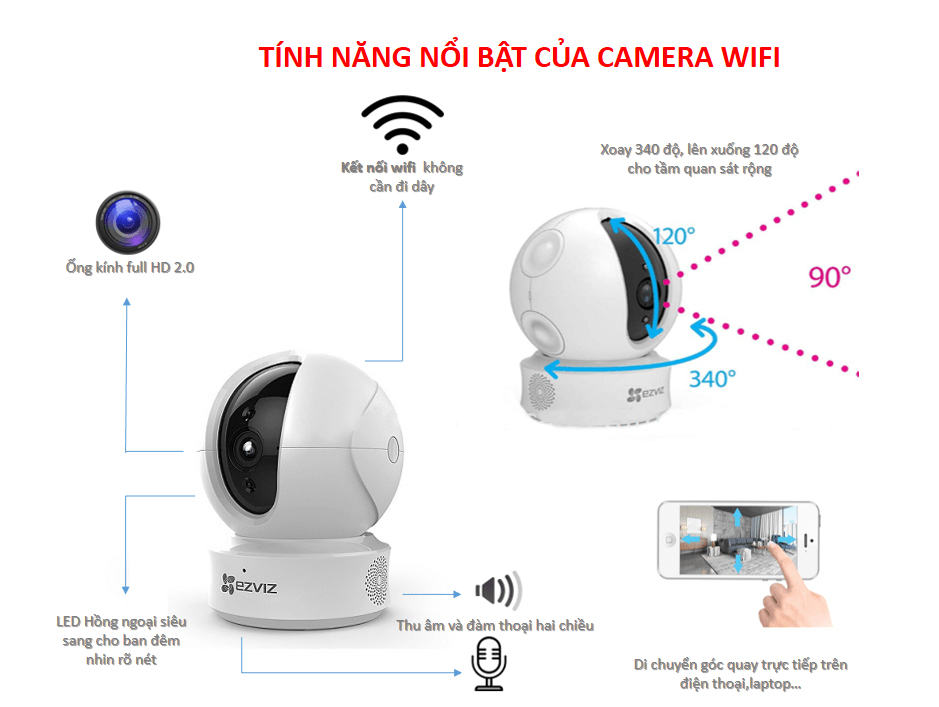 TÍNH NĂNG NỔI BẬT CỦA CAMERA WIFI
Kết nối wifi không
cần đi dây
Xoay 340 độ, lên xuống 120 độ
cho tầm quan sát rộng
Ống kính full HD 2.0
120°
90°
340°
ezviz
ezviz
LED Hồng ngoại siêu
sang cho ban đêm
nhin rõ nét
Thu âm và đàm thoại hai chiều
Di chuyển góc quay trực tiếp trên
điện thoại,laptop...